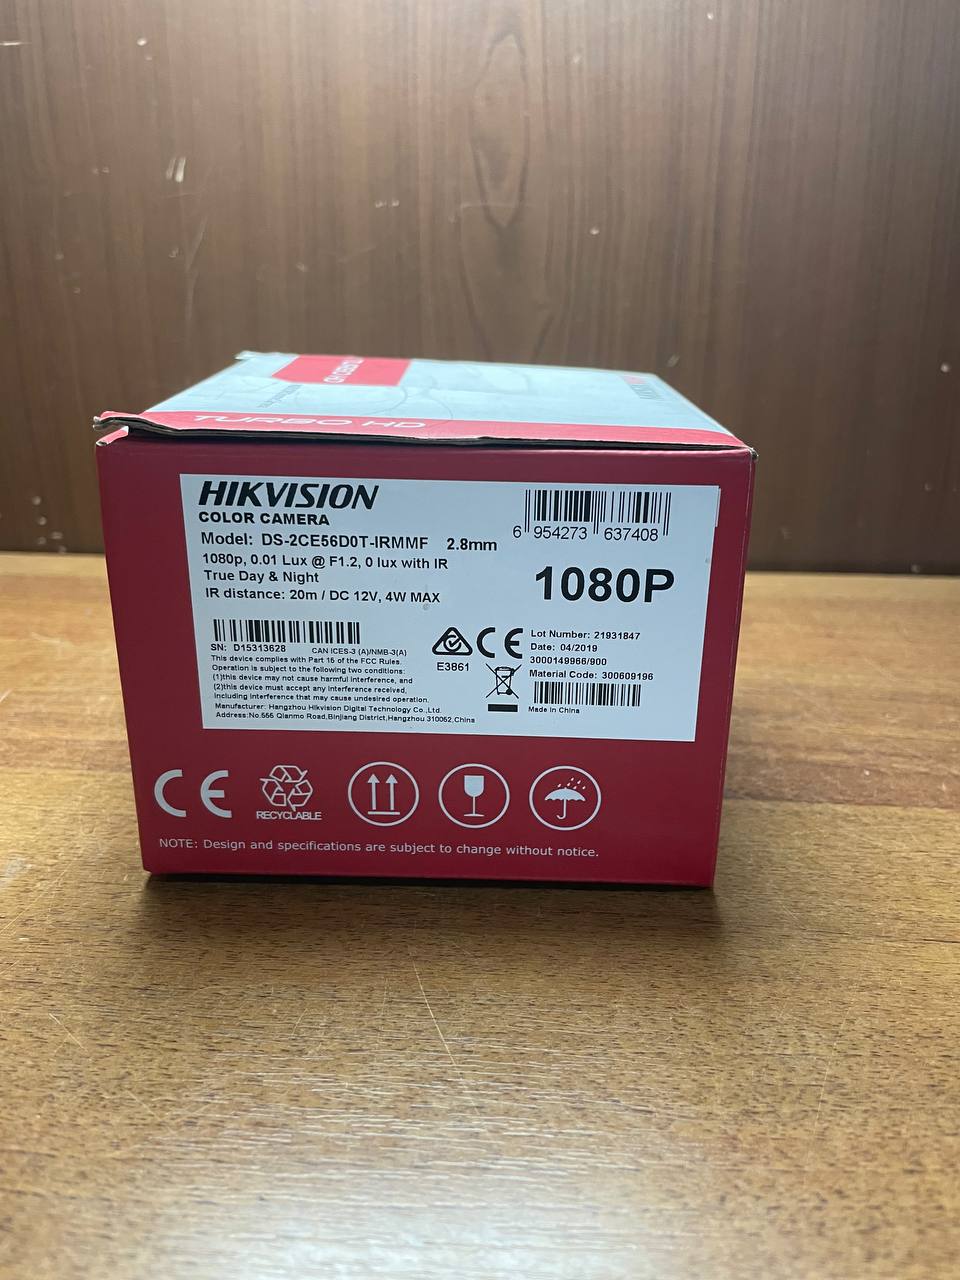 TURBO HD
TURBO HD
HIKVISION
COLOR CAMERA
Model: DS-2CE56D0T-IRMMF 2.8mm
1080p, 0.01 Lux @ F1.2, 0 lux with IR
True Day & Night
IR distance: 20m / DC 12V, 4W MAX
6 954273 637408
1080P
SN: D15313628 CAN ICES-3 (A)/NMB-3(A)
This device complies with Part 15 of the FCC Rules.
Operation is subject to the following two conditions:
(1)this device may not cause harmful interference, and
(2)this device must accept any interference received,
including interference that may cause undesired operation.
Manufacturer: Hangzhou Hikvision Digital Technology Co.,Ltd.
Address:No.555 Qianmo Road,Binjiang District,Hangzhou 310052,China
E3861
CE
Lot Number: 21931847
Date: 04/2019
3000149966/900
Material Code: 300609196
Made in China
CE
RECYCLABLE
NOTE: Design and specifications are subject to change without notice.